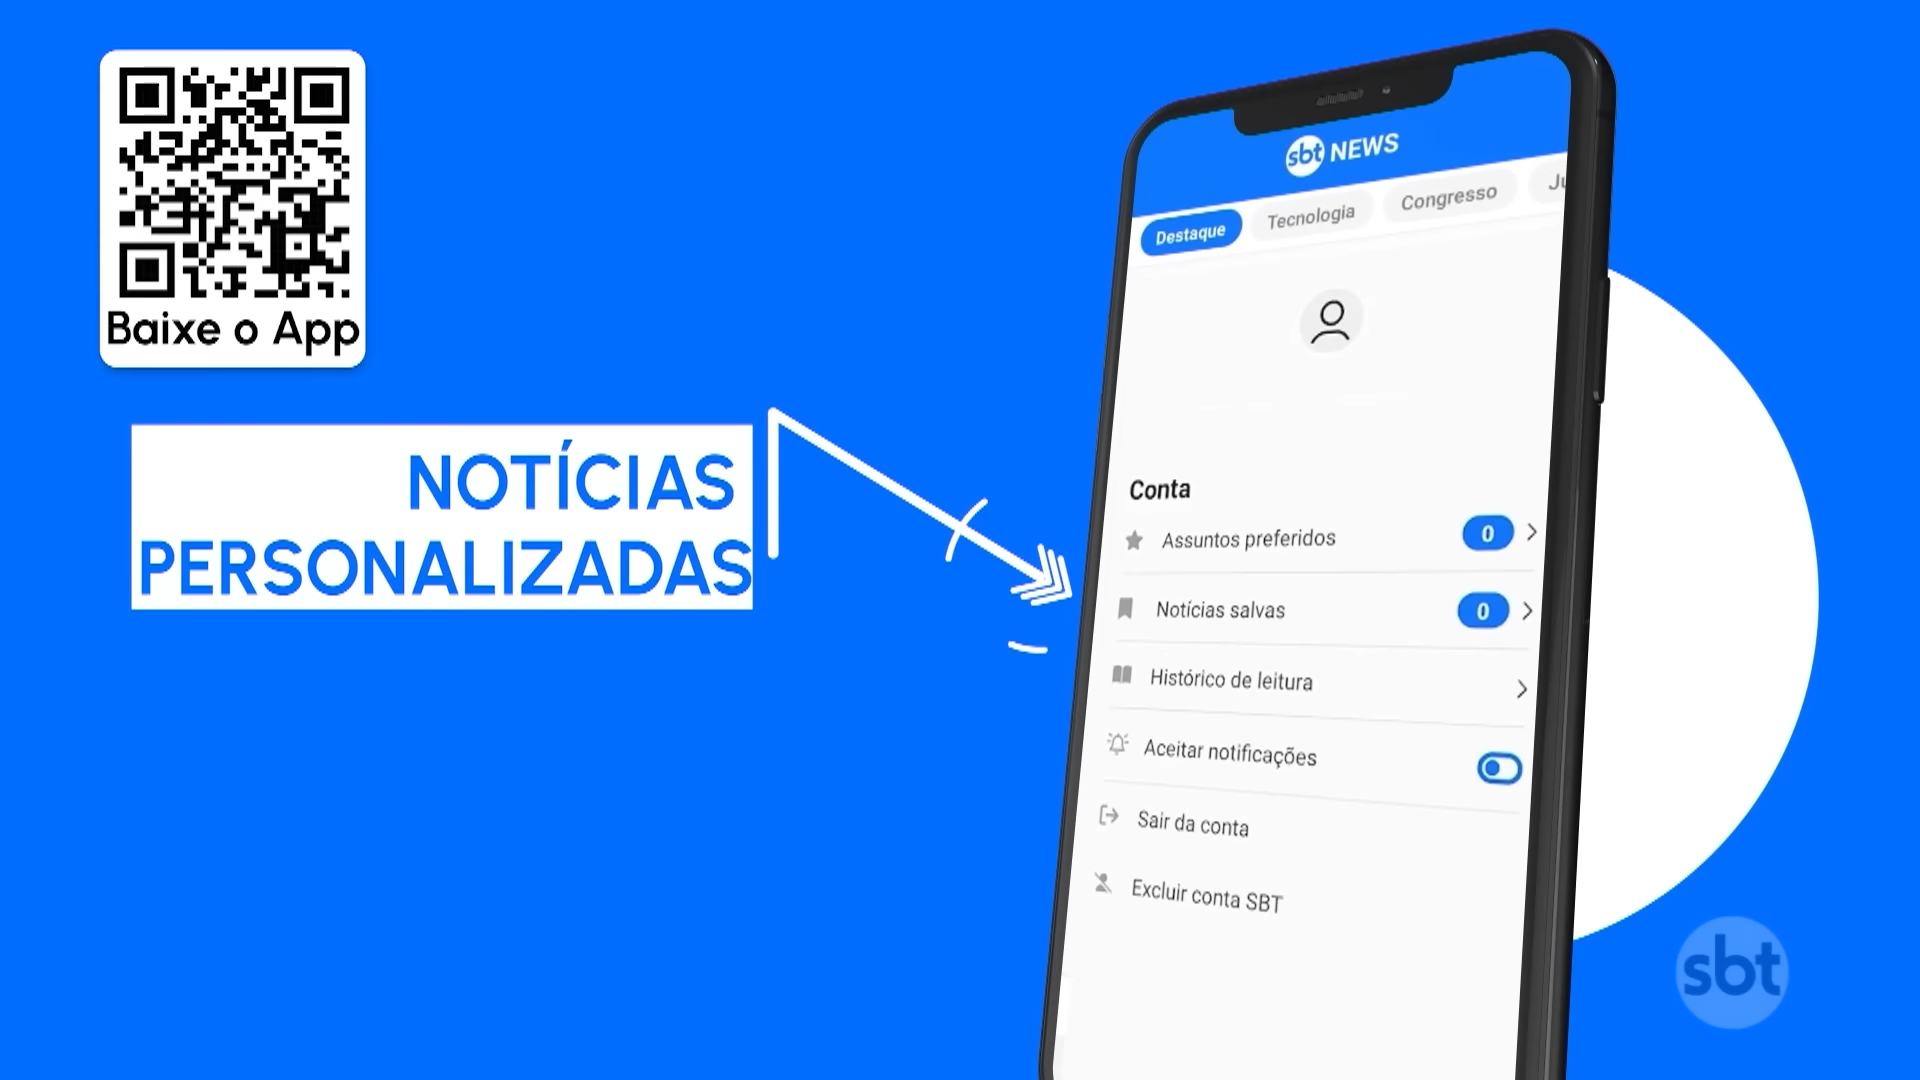 Baixe o App
NOTÍCIAS
PERSONALIZADAS
sbt NEWS
Destaque
Tecnologia
Congresso
Ju
Conta
Assuntos preferidos
0
Notícias salvas
0
Histórico de leitura
Aceitar notificações
Sair da conta
Excluir conta SBT
sbt